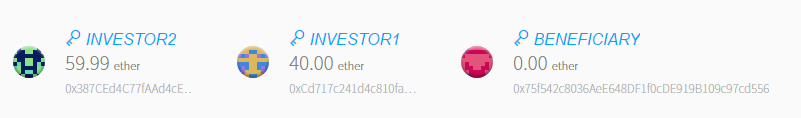 INVESTOR2
59.99 ether
0x387CEd4C77fAAd4cE...
INVESTOR1
40.00 ether
0xCd717c241d4c810fa...
BENEFICIARY
0.00 ether
0x75f542c8036AeE648DF1f0cDE919B109c97cd556